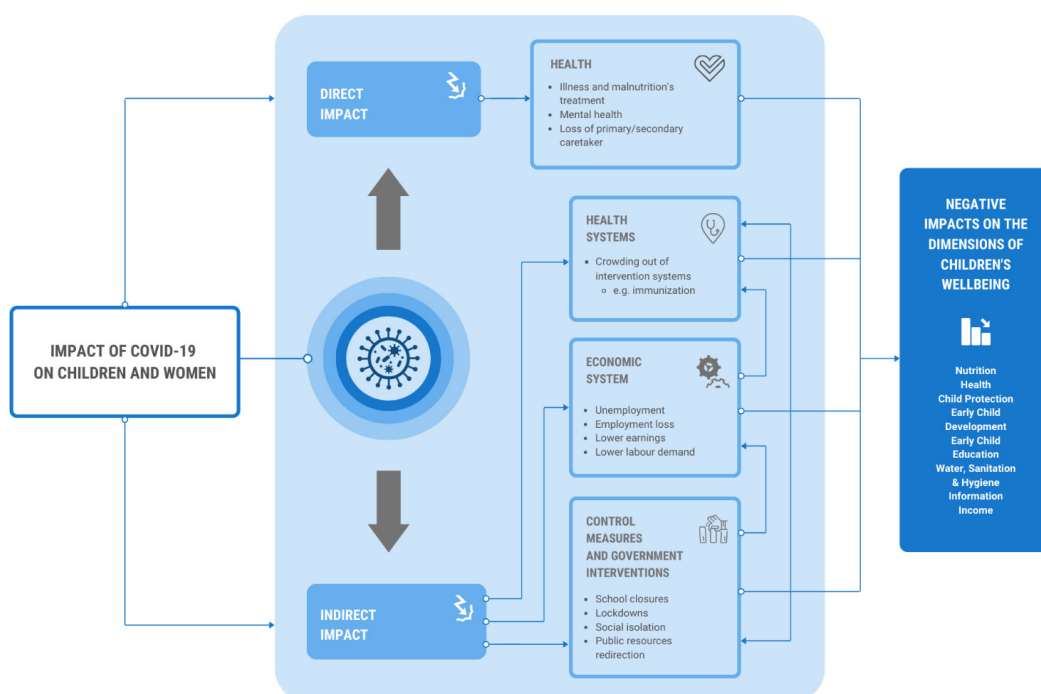 IMPACT OF COVID-19
ON CHILDREN AND WOMEN
DIRECT
IMPACT
HEALTH
• Illness and malnutrition's
treatment
• Mental health
• Loss of primary/secondary
caretaker
HEALTH
SYSTEMS
• Crowding out of
intervention systems
◦ e.g. immunization
ECONOMIC
SYSTEM
• Unemployment
• Employment loss
• Lower earnings
• Lower labour demand
INDIRECT
IMPACT
CONTROL
MEASURES
AND GOVERNMENT
INTERVENTIONS
• School closures
• Lockdowns
• Social isolation
• Public resources
redirection
NEGATIVE
IMPACTS ON THE
DIMENSIONS OF
CHILDREN'S
WELLBEING
Nutrition
Health
Child Protection
Early Child
Development
Early Child
Education
Water, Sanitation
& Hygiene
Information
Income